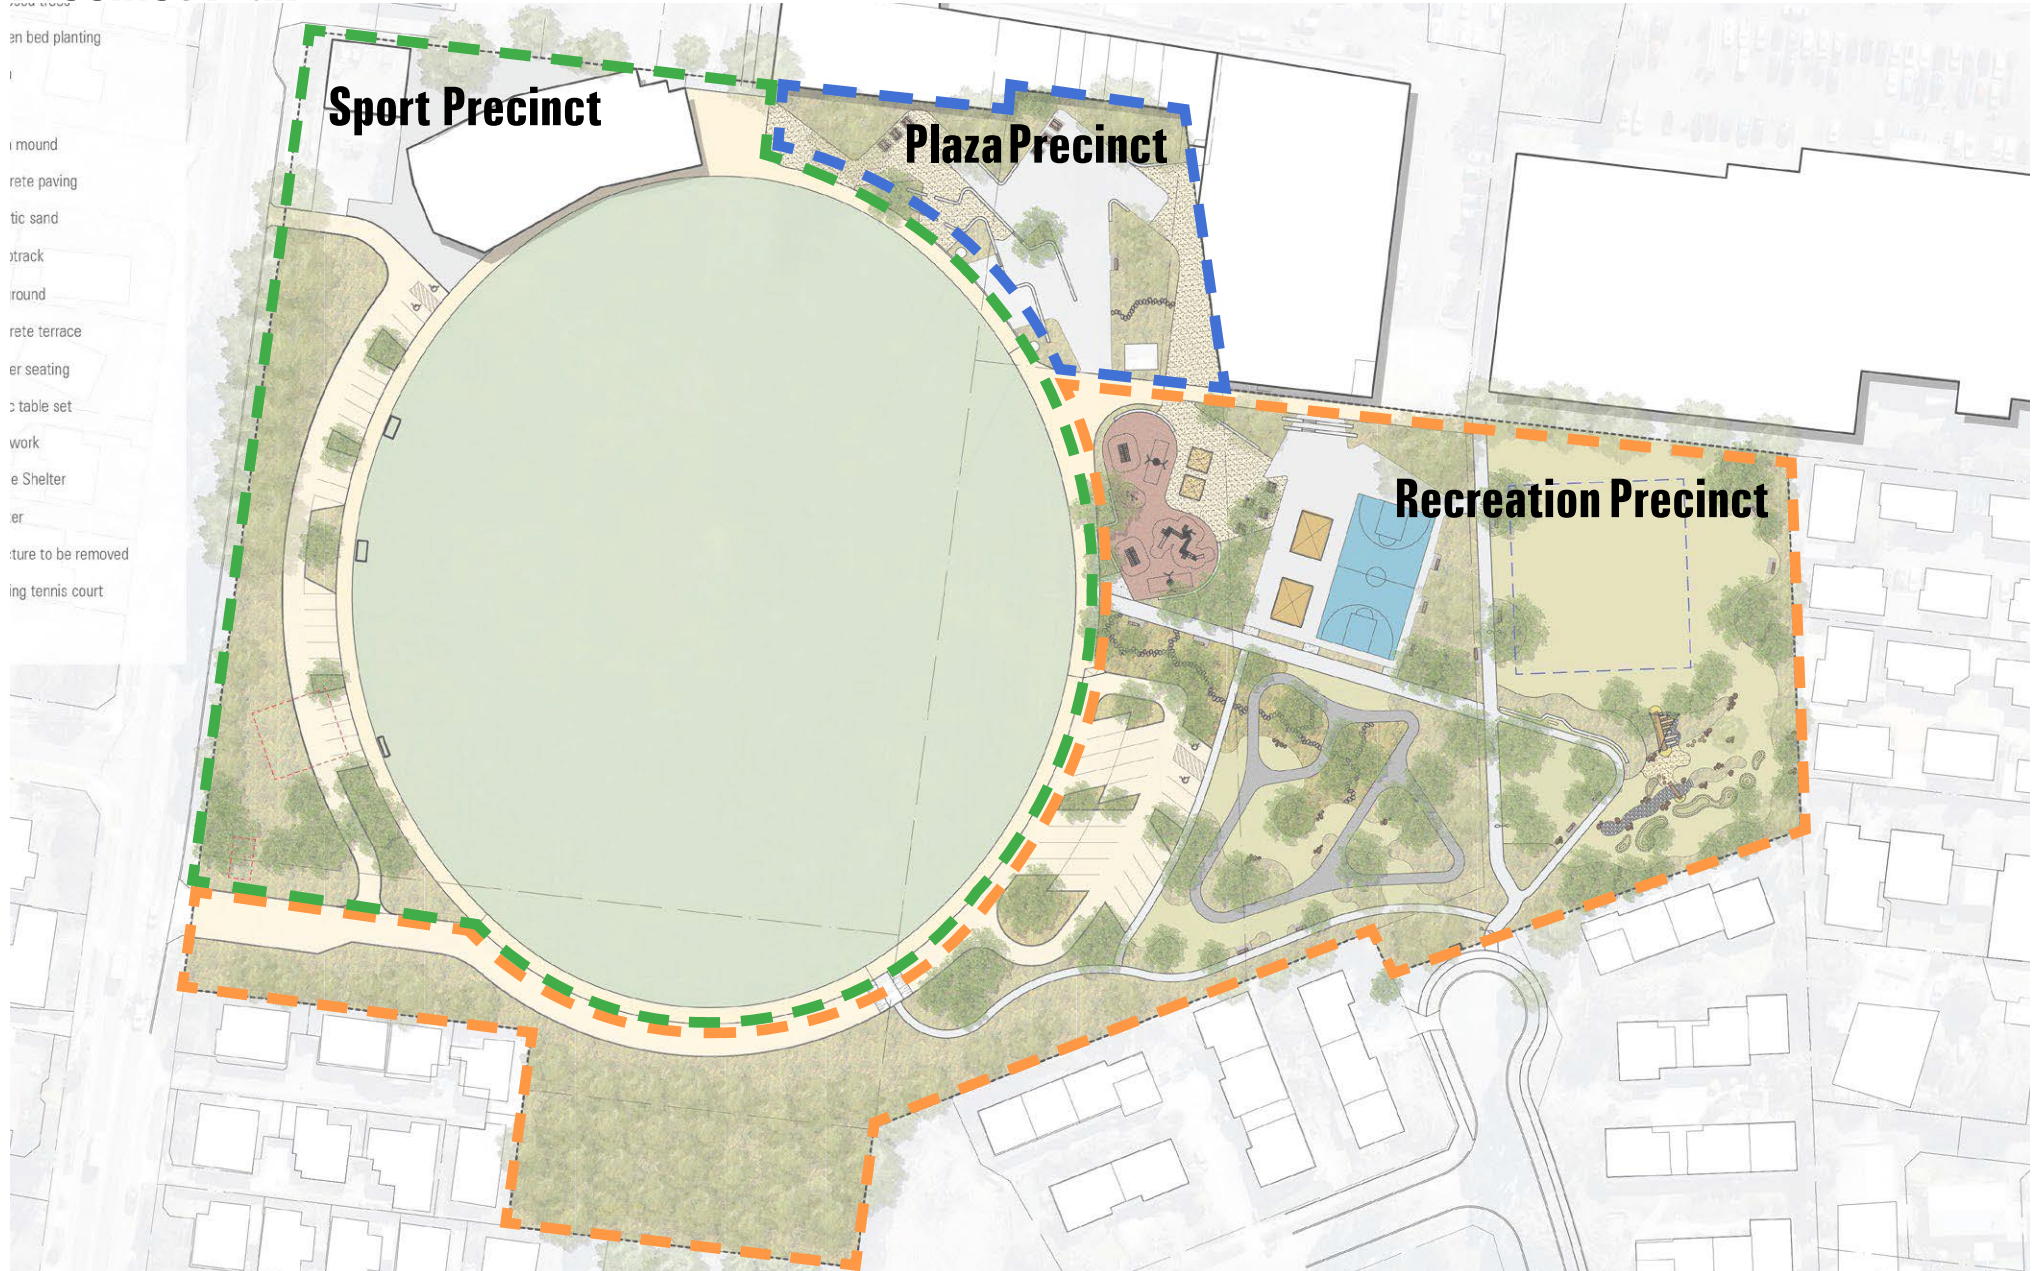 en bed planting
mound
rete paving
tic sand
track
round
rete terrace
er seating
c table set
work
e Shelter
er
cture to be removed
ing tennis court
Sport Precinct
Plaza Precinct
Recreation Precinct